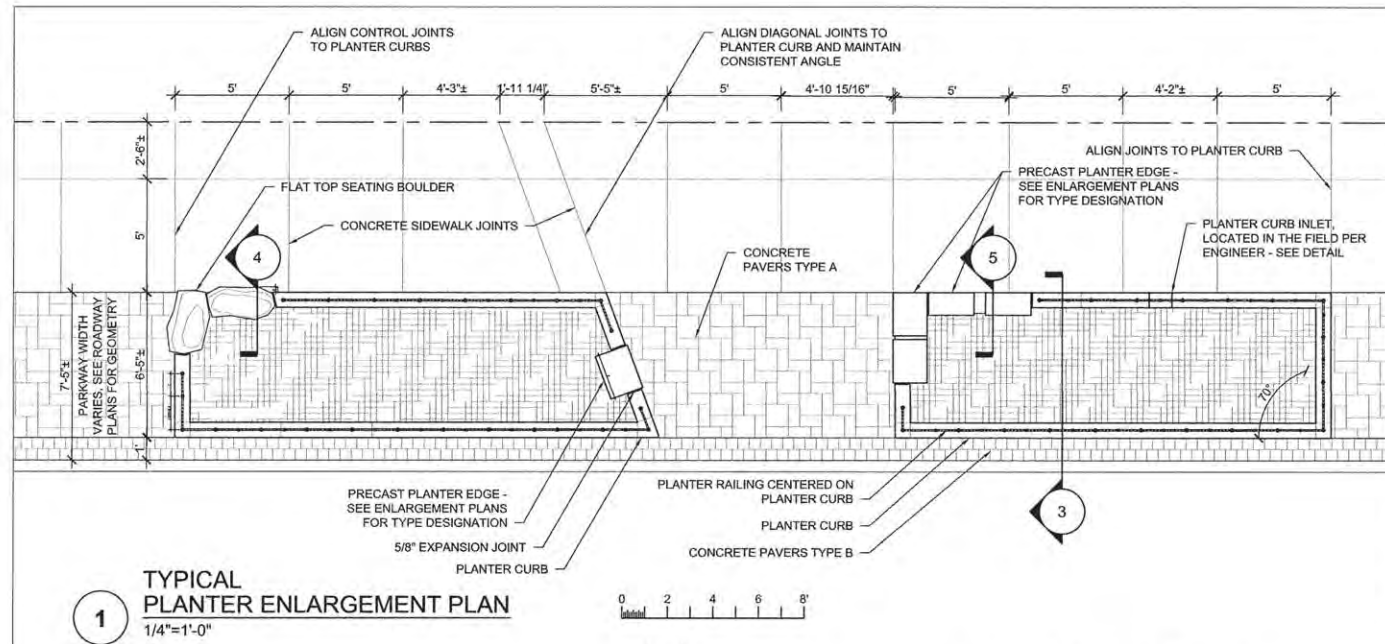 ALIGN CONTROL JOINTS
TO PLANTER CURBS
ALIGN DIAGONAL JOINTS TO
PLANTER CURB AND MAINTAIN
CONSISTENT ANGLE
5'
5'
4'-3"±
1'-11 1/4"
5'-5"±
5'
4'-10 15/16"
5'
5'
4'-2"±
5'
2'-6"±
5'
6'-5"±
1'
7'-5"±
PARKWAY WIDTH
VARIES, SEE ROADWAY
PLANS FOR GEOMETRY
FLAT TOP SEATING BOULDER
CONCRETE SIDEWALK JOINTS
4
CONCRETE
PAVERS TYPE A
ALIGN JOINTS TO PLANTER CURB
PRECAST PLANTER EDGE -
SEE ENLARGEMENT PLANS
FOR TYPE DESIGNATION
PLANTER CURB INLET,
LOCATED IN THE FIELD PER
ENGINEER - SEE DETAIL
5
70°
PRECAST PLANTER EDGE -
SEE ENLARGEMENT PLANS
FOR TYPE DESIGNATION
5/8" EXPANSION JOINT
PLANTER CURB
PLANTER RAILING CENTERED ON
PLANTER CURB
PLANTER CURB
CONCRETE PAVERS TYPE B
3
1
TYPICAL
PLANTER ENLARGEMENT PLAN
1/4"=1'-0"
0 2 4 6 8'